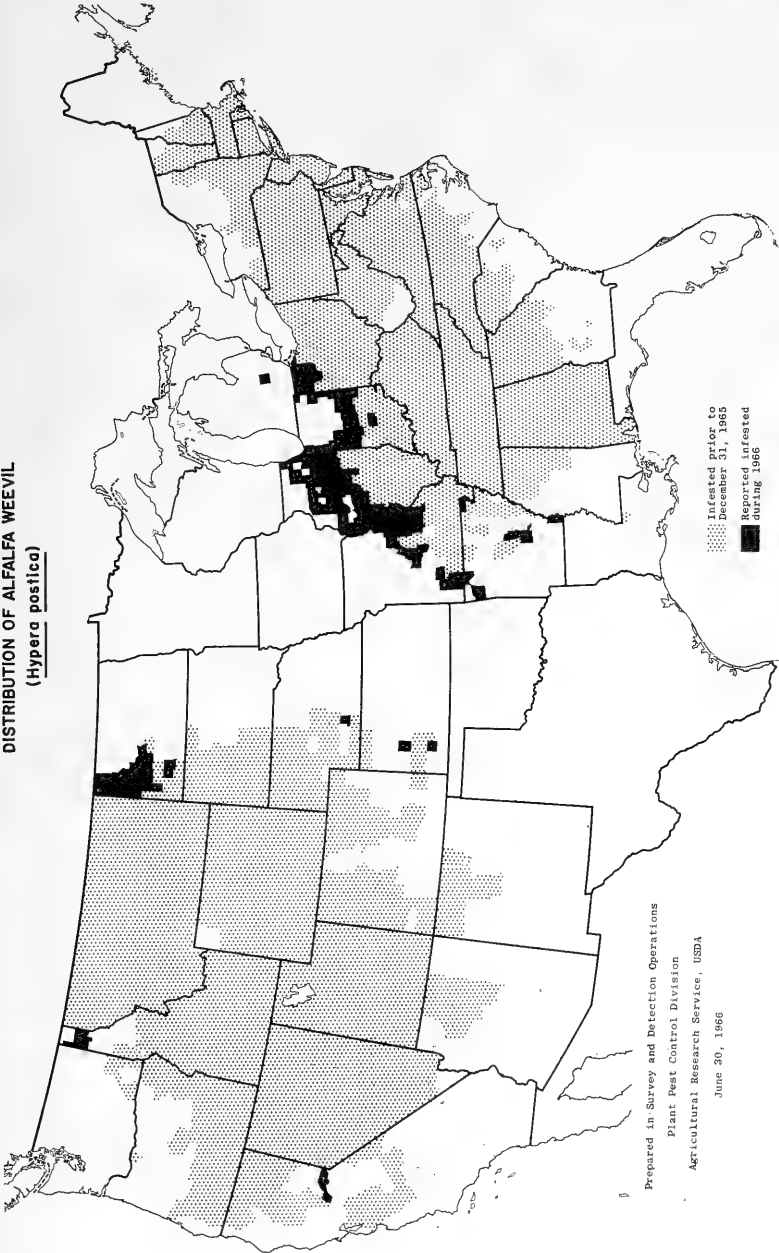 DISTRIBUTION OF ALFALFA WEEVIL
(Hypera postica)
Infested prior to
December 31, 1965
Reported infested
during 1966
Prepared in Survey and Detection Operations
Plant Pest Control Division
Agricultural Research Service, USDA
June 30, 1966